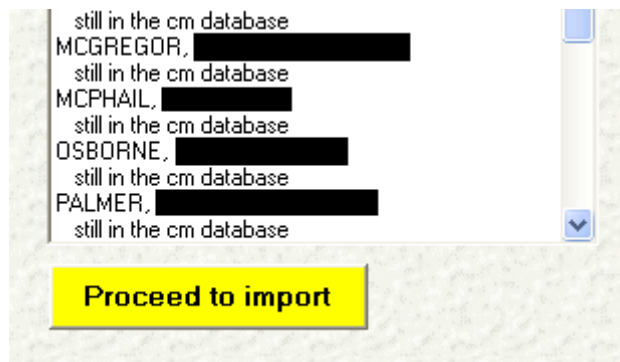 still in the cm database
MCGREGOR,
still in the cm database
MCPHAIL,
still in the cm database
OSBORNE,
still in the cm database
PALMER,
still in the cm database
Proceed to import